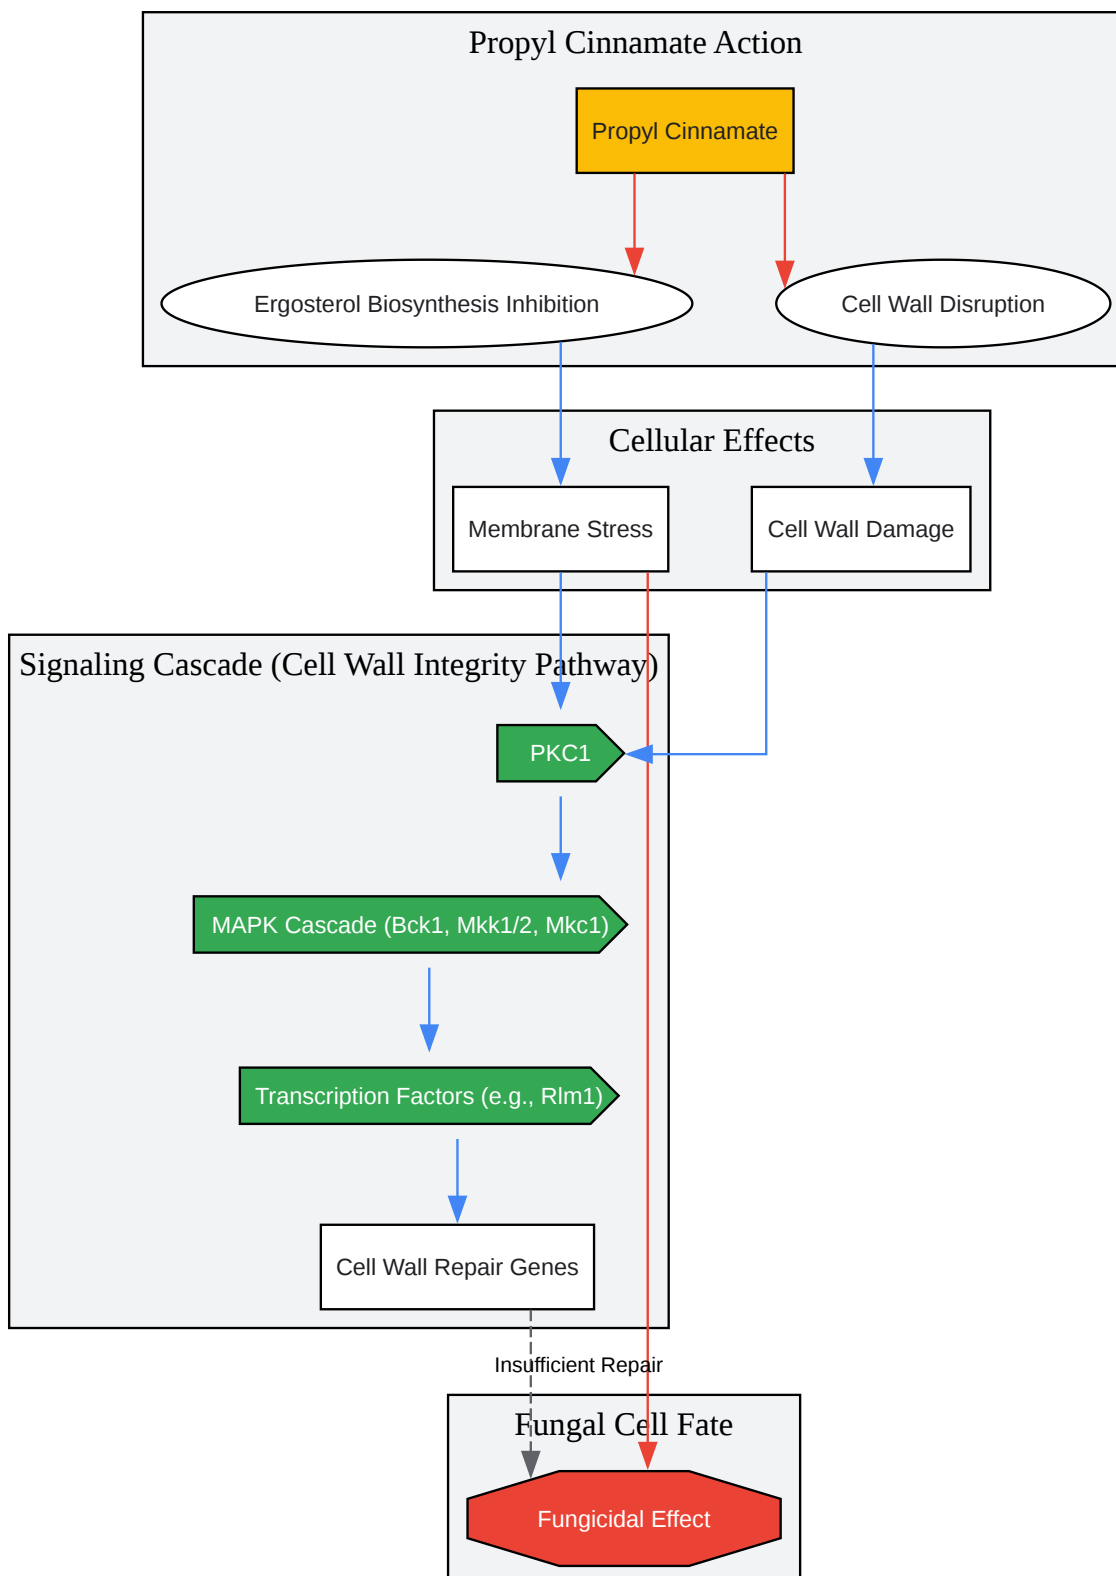 Propyl Cinnamate Action
Propyl Cinnamate
Ergosterol Biosynthesis Inhibition
Cell Wall Disruption
Cellular Effects
Membrane Stress
Cell Wall Damage
Signaling Cascade (Cell Wall Integrity Pathway)
PKC1
MAPK Cascade (Bck1, Mkk1/2, Mkc1)
Transcription Factors (e.g., Rlm1)
Cell Wall Repair Genes
Insufficient Repair
Fungal Cell Fate
Fungicidal Effect